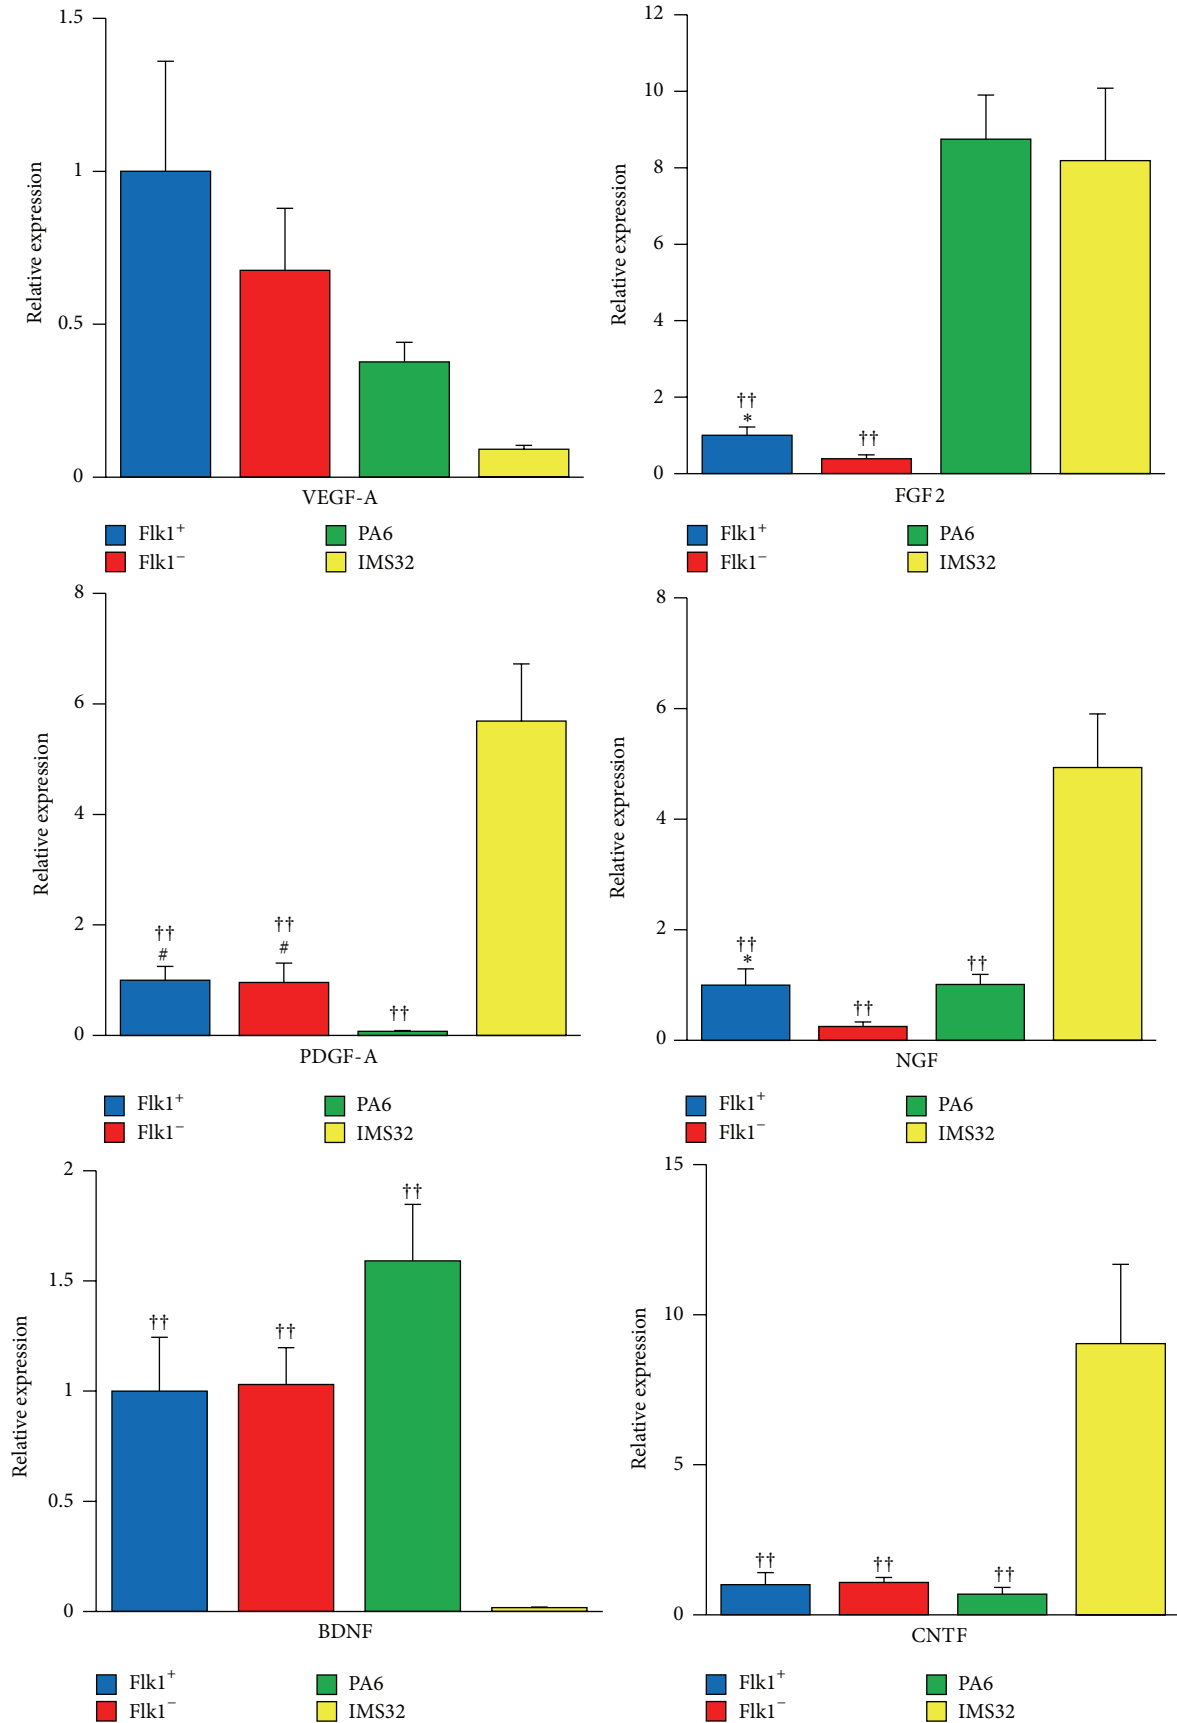 1.5
1
0.5
0
Relative expression
VEGF-A
Flk1⁺
Flk1⁻
PA6
IMS32
12
10
8
6
4
2
0
Relative expression
††
*
††
FGF2
Flk1⁺
Flk1⁻
PA6
IMS32
8
6
4
2
0
Relative expression
††
#
††
#
††
PDGF-A
Flk1⁺
Flk1⁻
PA6
IMS32
8
6
4
2
0
Relative expression
††
*
††
††
NGF
Flk1⁺
Flk1⁻
PA6
IMS32
2
1.5
1
0.5
0
Relative expression
††
††
††
BDNF
Flk1⁺
Flk1⁻
PA6
IMS32
15
10
5
0
Relative expression
††
††
††
CNTF
Flk1⁺
Flk1⁻
PA6
IMS32